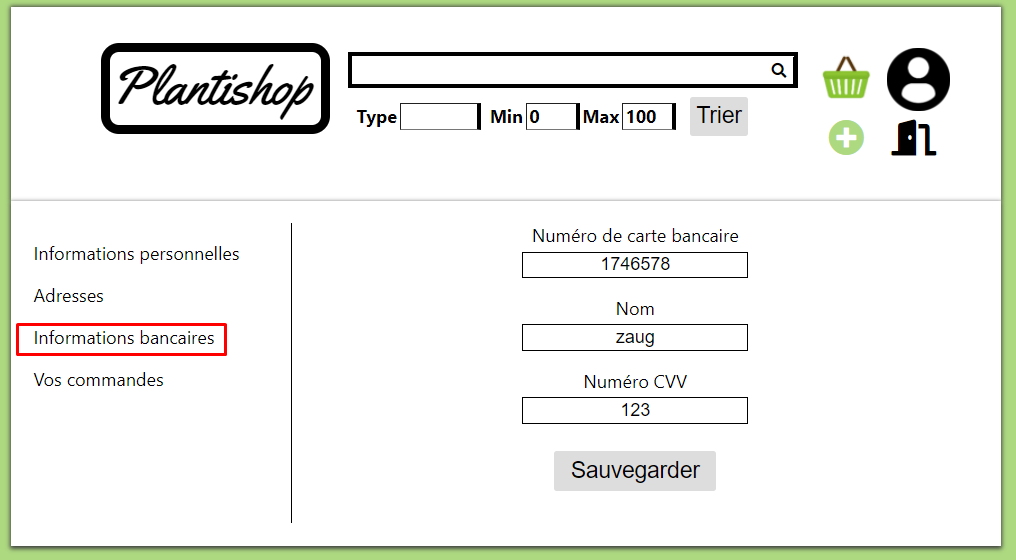 Plantishop
Type Min 0 Max 100 Trier
Informations personnelles
Adresses
Informations bancaires
Vos commandes
Numéro de carte bancaire
1746578
Nom
zaug
Numéro CVV
123
Sauvegarder